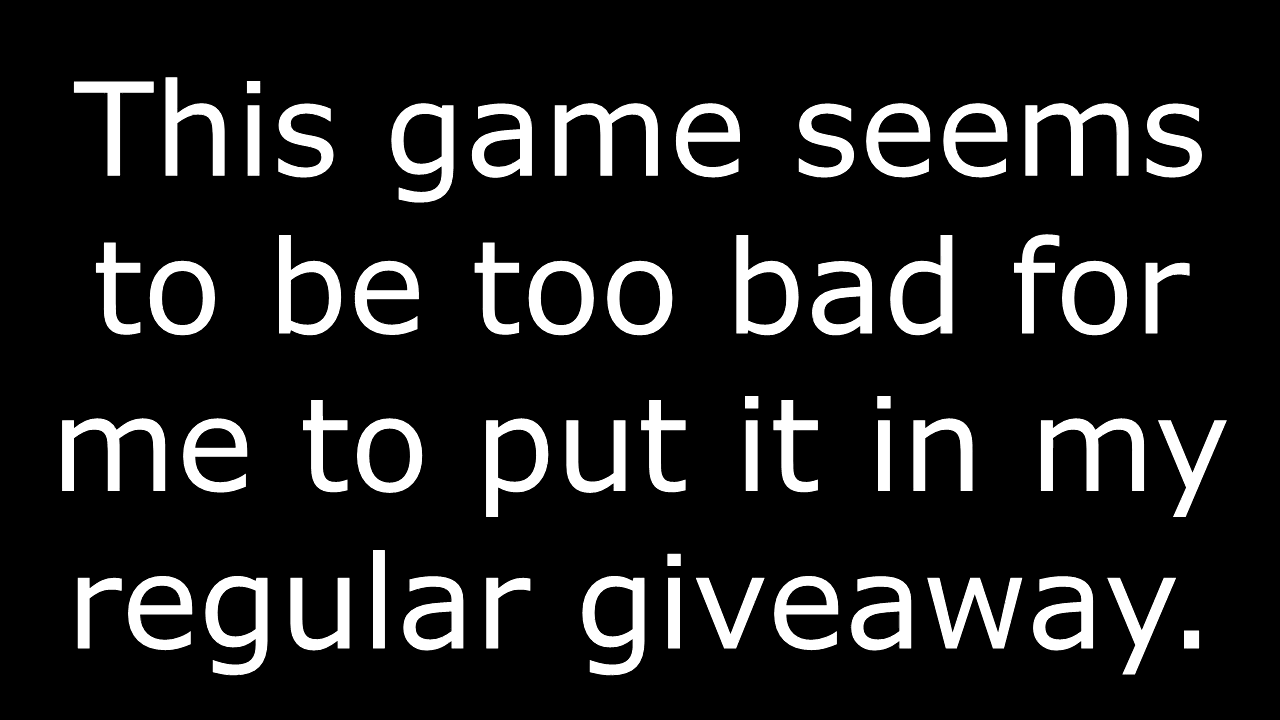 This game seems
to be too bad for
me to put it in my
regular giveaway.